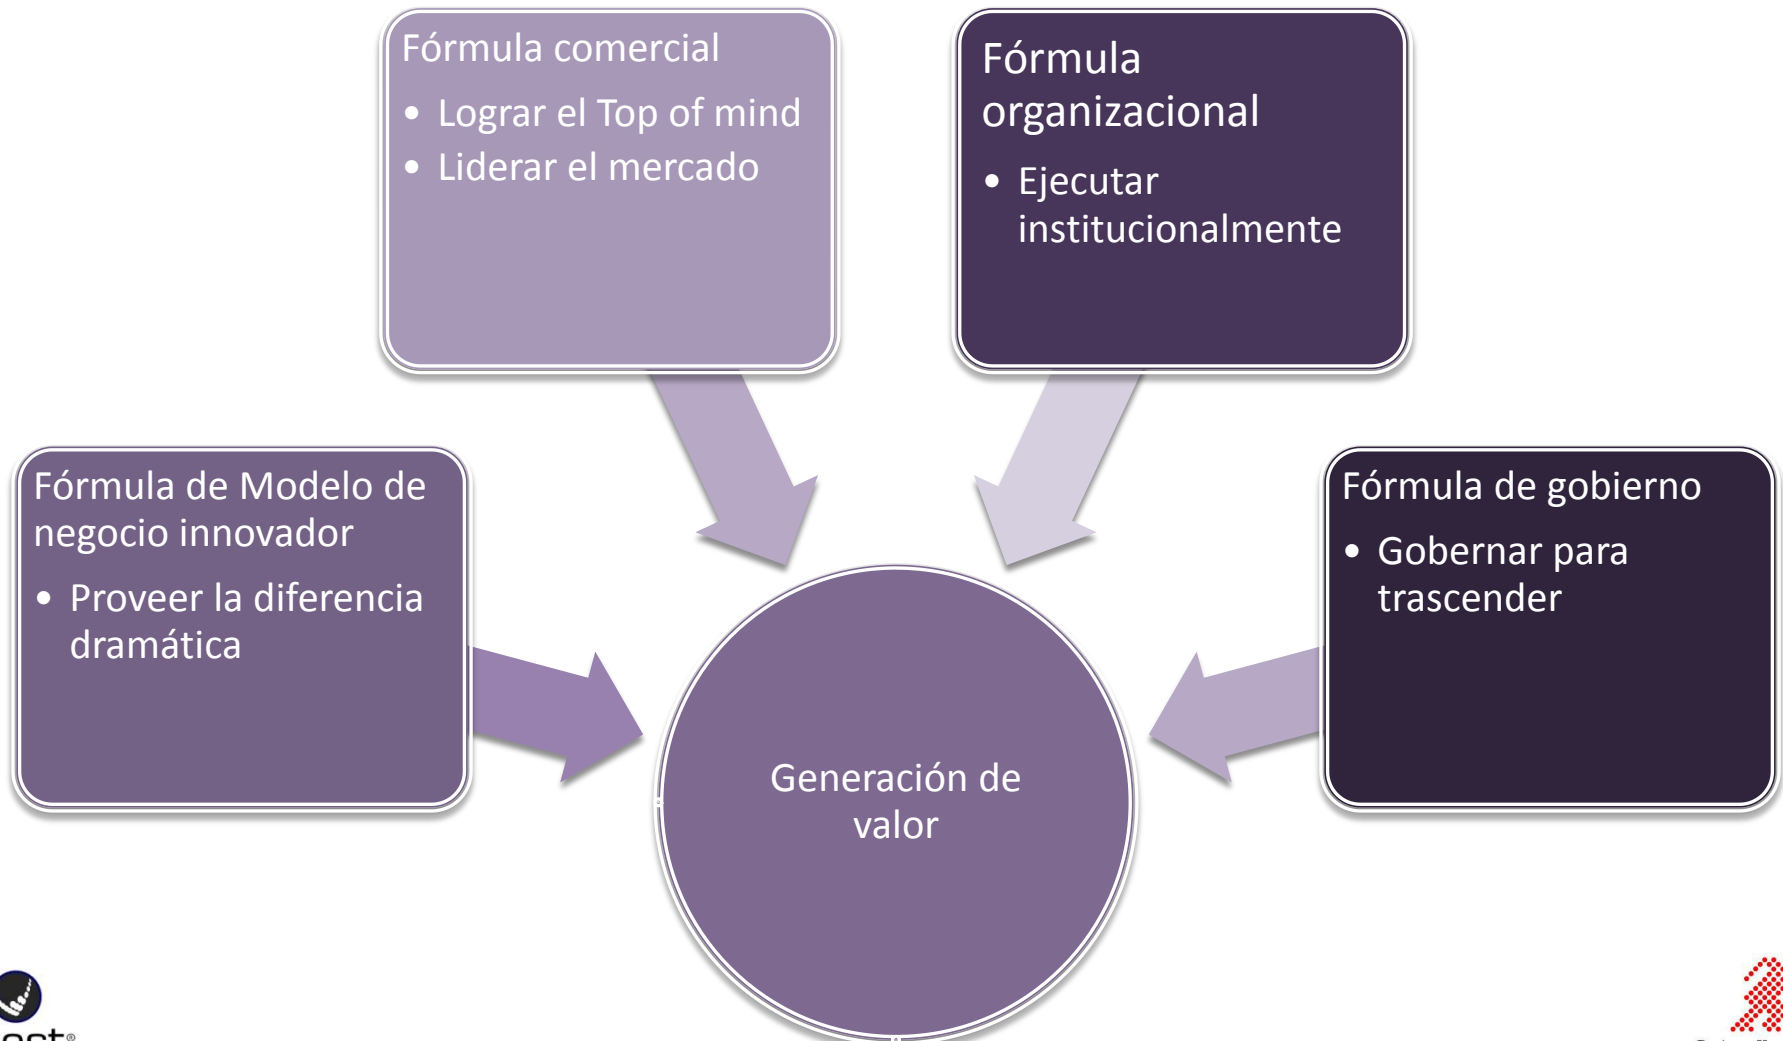 Fórmula comercial
• Lograr el Top of mind
• Liderar el mercado
Fórmula
organizacional
• Ejecutar
institucionalmente
Fórmula de Modelo de
negocio innovador
• Proveer la diferencia
dramática
Fórmula de gobierno
• Gobernar para
trascender
Generación de
valor